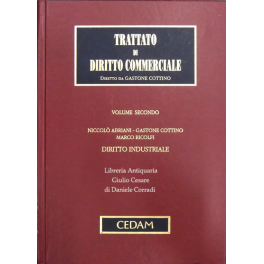 TRATTATO
DI
DIRITTO COMMERCIALE
DIRETTO DA GASTONE COTTINO
VOLUME SECONDO
NICCOLÒ ABRIANI - GASTONE COTTINO
MARCO RICOLFI
DIRITTO INDUSTRIALE
Libreria Antiquaria
Giulio Cesare
di Daniele Corradi
CEDAM